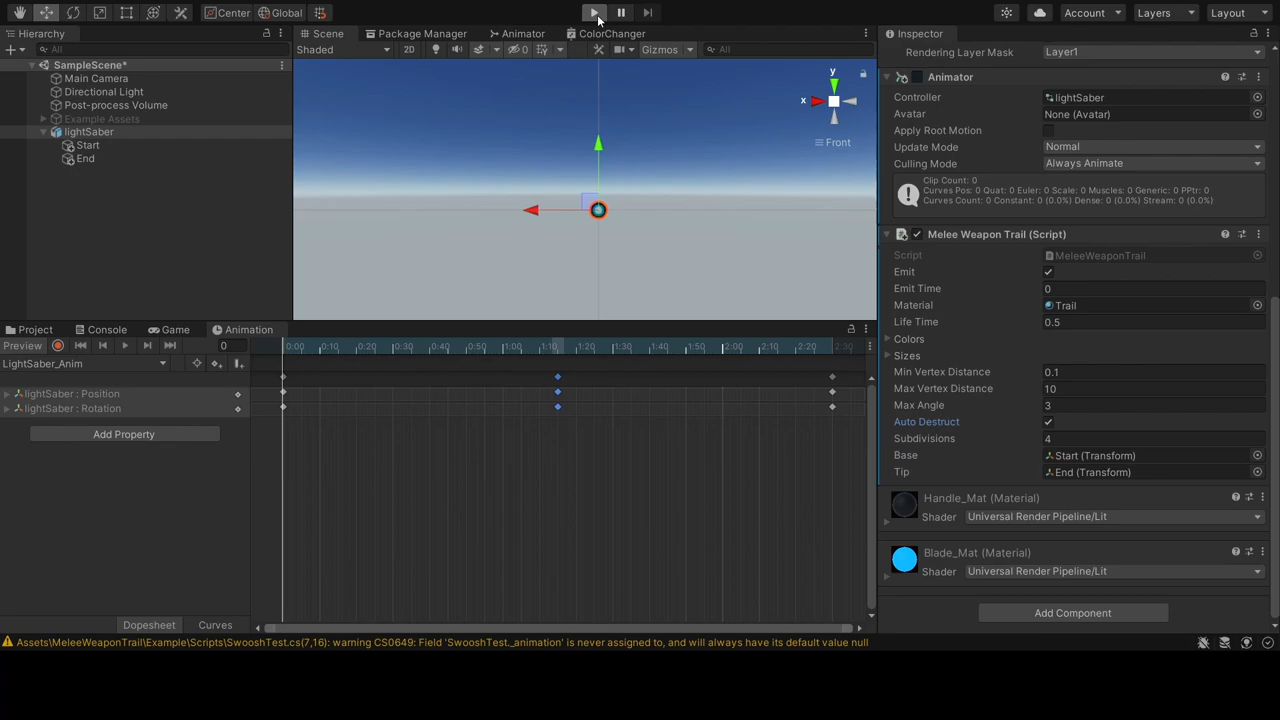 Center Global Account Layers Layout
Hierarchy
All
SampleScene*
Main Camera
Directional Light
Post-process Volume
Example Assets
lightSaber
Start
End
Scene Package Manager Animator ColorChanger
Shaded 2D 0 Gizmos All
y
x
Front
Project Console Game Animation
Preview 0 0:00 0:10 0:20 0:30 0:40 0:50 1:00 1:10 1:20 1:30 1:40 1:50 2:00 2:10 2:20 2:30
LightSaber_Anim
lightSaber : Position
lightSaber : Rotation
Add Property
Dopesheet Curves
Inspector
Rendering Layer Mask Layer1
Animator
Controller lightSaber
Avatar None (Avatar)
Apply Root Motion
Update Mode Normal
Culling Mode Always Animate
Clip Count: 0
Curves Pos: 0 Quat: 0 Euler: 0 Scale: 0 Muscles: 0 Generic: 0 PPtr: 0
Curves Count: 0 Constant: 0 (0.0%) Dense: 0 (0.0%) Stream: 0 (0.0%)
Melee Weapon Trail (Script)
Script MeleeWeaponTrail
Emit
Emit Time 0
Material Trail
Life Time 0.5
Colors
Sizes
Min Vertex Distance 0.1
Max Vertex Distance 10
Max Angle 3
Auto Destruct
Subdivisions 4
Base Start (Transform)
Tip End (Transform)
Handle_Mat (Material)
Shader Universal Render Pipeline/Lit
Blade_Mat (Material)
Shader Universal Render Pipeline/Lit
Add Component
Assets\MeleeWeaponTrail\Example\Scripts\SwooshTest.cs(7,16): warning CS0649: Field 'SwooshTest._animation' is never assigned to, and will always have its default value null